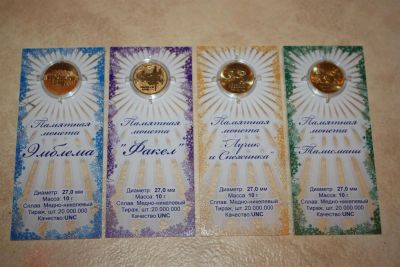 Памятная
монета
Эмблема
Диаметр: 27,0 мм
Масса: 10 г
Сплав: Медно-никелевый
Тираж, шт: 20.000.000
Качество: UNC
Памятная
монета
"Факел"
Диаметр: 27,0 мм
Масса: 10 г
Сплав: Медно-никелевый
Тираж, шт: 20.000.000
Качество: UNC
Памятная
монета
"Лучик
и Снежинка"
Диаметр: 27,0 мм
Масса: 10 г
Сплав: Медно-никелевый
Тираж, шт: 20.000.000
Качество: UNC
Памятная
монета
Талисманы
Диаметр: 27,0 мм
Масса: 10 г
Сплав: Медно-никелевый
Тираж, шт: 20.000.000
Качество: UNC